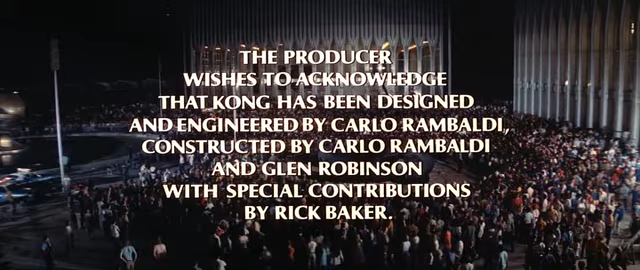 THE PRODUCER
WISHES TO ACKNOWLEDGE
THAT KONG HAS BEEN DESIGNED
AND ENGINEERED BY CARLO RAMBALDI,
CONSTRUCTED BY CARLO RAMBALDI
AND GLEN ROBINSON
WITH SPECIAL CONTRIBUTIONS
BY RICK BAKER.